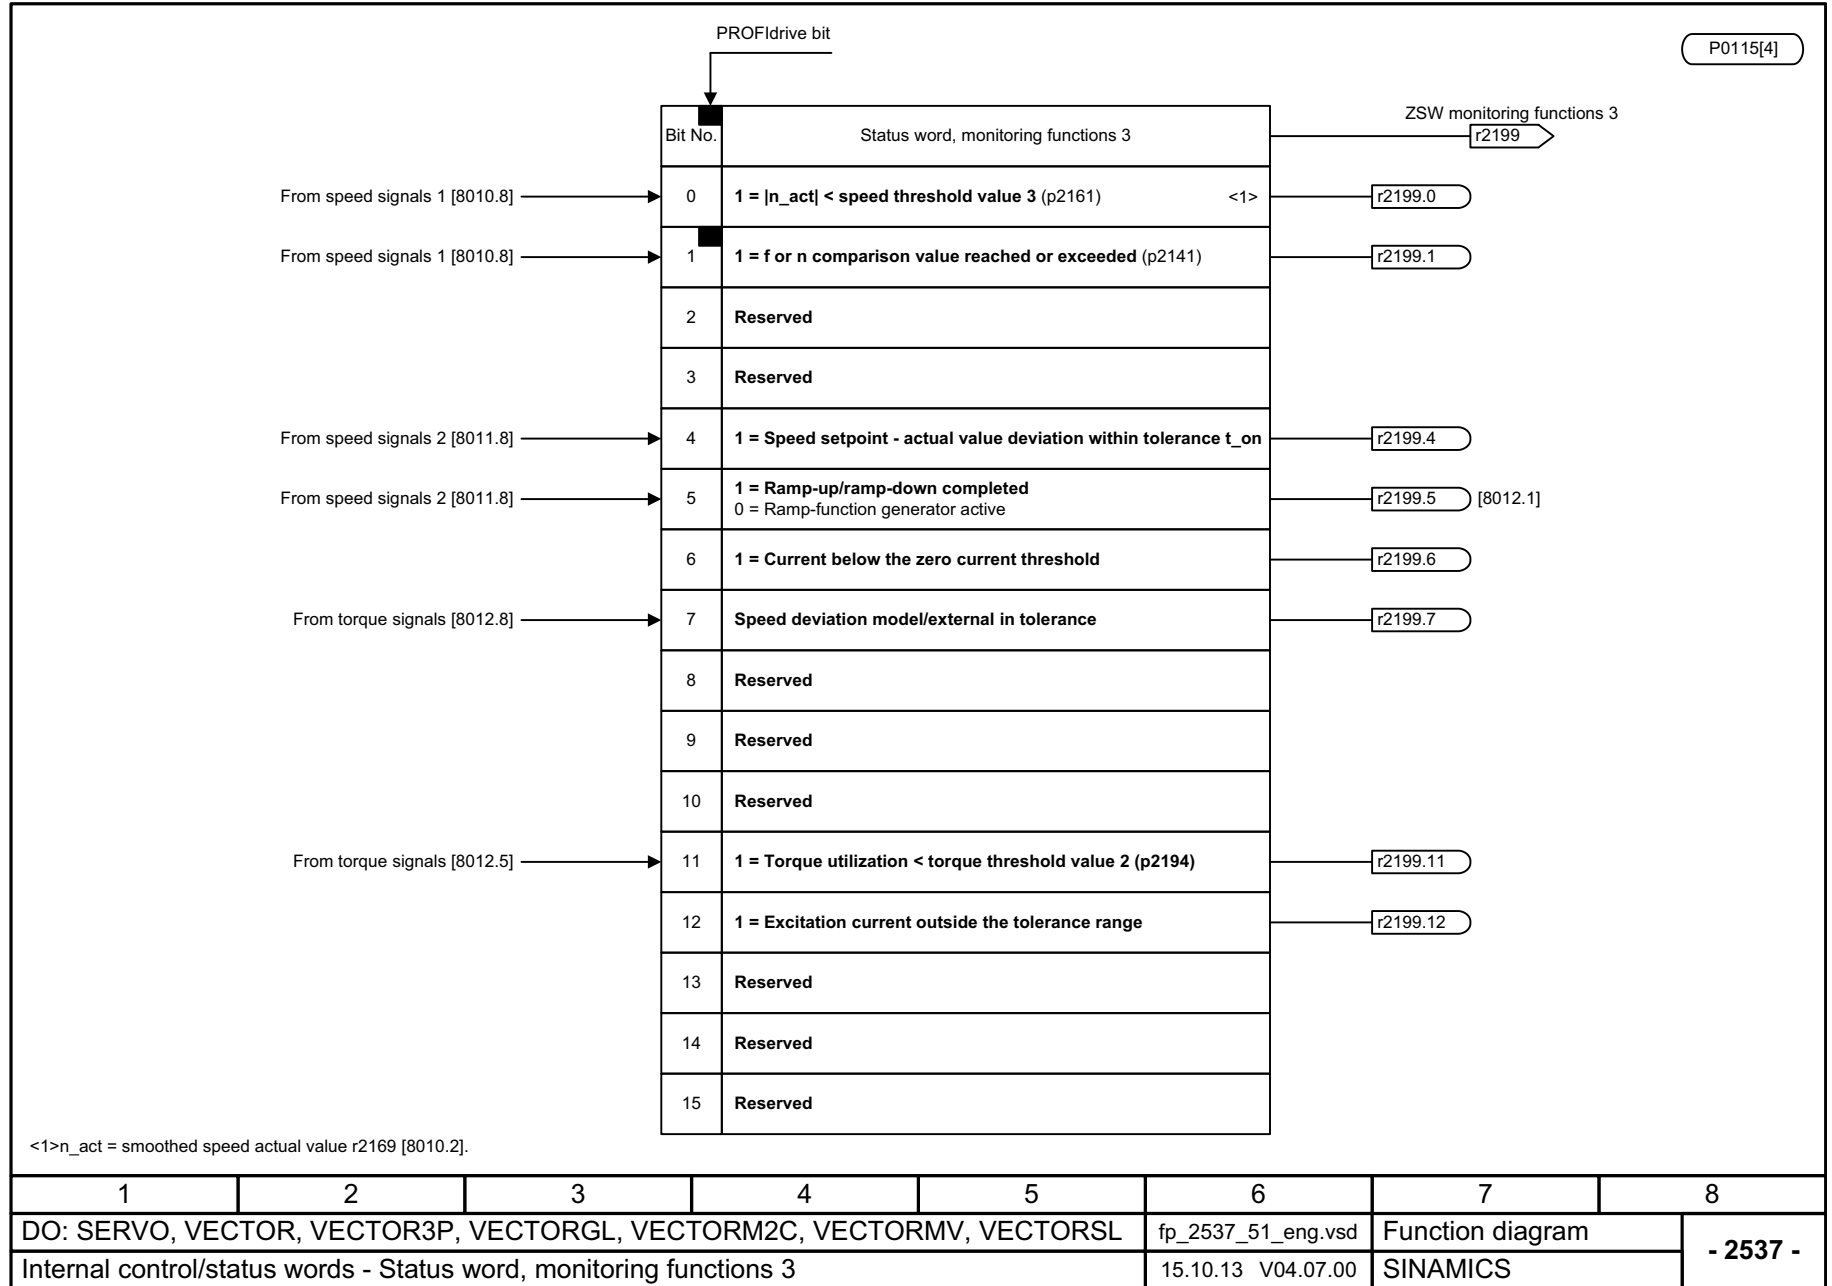 PROFIdrive bit
P0115[4]
Bit No. Status word, monitoring functions 3 ZSW monitoring functions 3
r2199
From speed signals 1 [8010.8] 0 1 = |n_act| < speed threshold value 3 (p2161) <1> r2199.0
From speed signals 1 [8010.8] 1 1 = f or n comparison value reached or exceeded (p2141) r2199.1
2 Reserved
3 Reserved
From speed signals 2 [8011.8] 4 1 = Speed setpoint - actual value deviation within tolerance t_on r2199.4
From speed signals 2 [8011.8] 5 1 = Ramp-up/ramp-down completed
0 = Ramp-function generator active r2199.5 [8012.1]
6 1 = Current below the zero current threshold r2199.6
From torque signals [8012.8] 7 Speed deviation model/external in tolerance r2199.7
8 Reserved
9 Reserved
10 Reserved
From torque signals [8012.5] 11 1 = Torque utilization < torque threshold value 2 (p2194) r2199.11
12 1 = Excitation current outside the tolerance range r2199.12
13 Reserved
14 Reserved
15 Reserved
<1>n_act = smoothed speed actual value r2169 [8010.2].
1 2 3 4 5 6 7 8
DO: SERVO, VECTOR, VECTOR3P, VECTORGL, VECTORM2C, VECTORMV, VECTORSL fp_2537_51_eng.vsd Function diagram
- 2537 -
Internal control/status words - Status word, monitoring functions 3 15.10.13 V04.07.00 SINAMICS